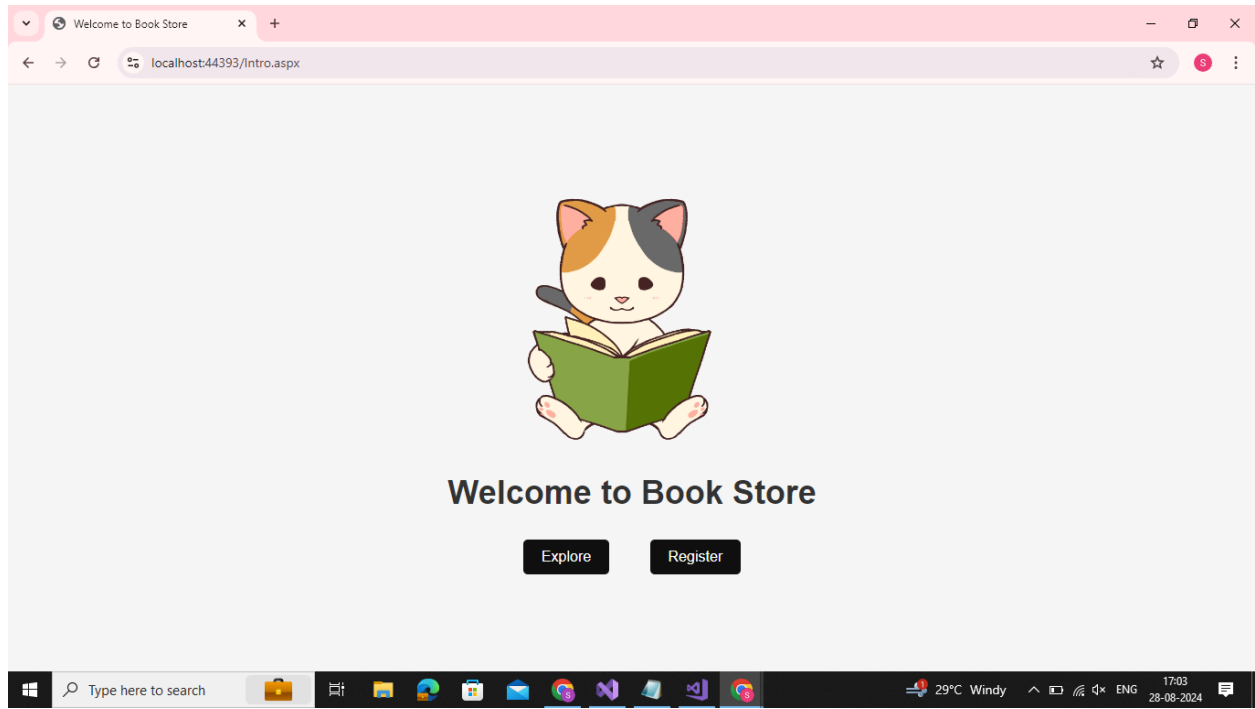 Welcome to Book Store
localhost:44393/Intro.aspx
S
Welcome to Book Store
Explore
Register
Type here to search
29°C Windy
ENG
17:03
28-08-2024